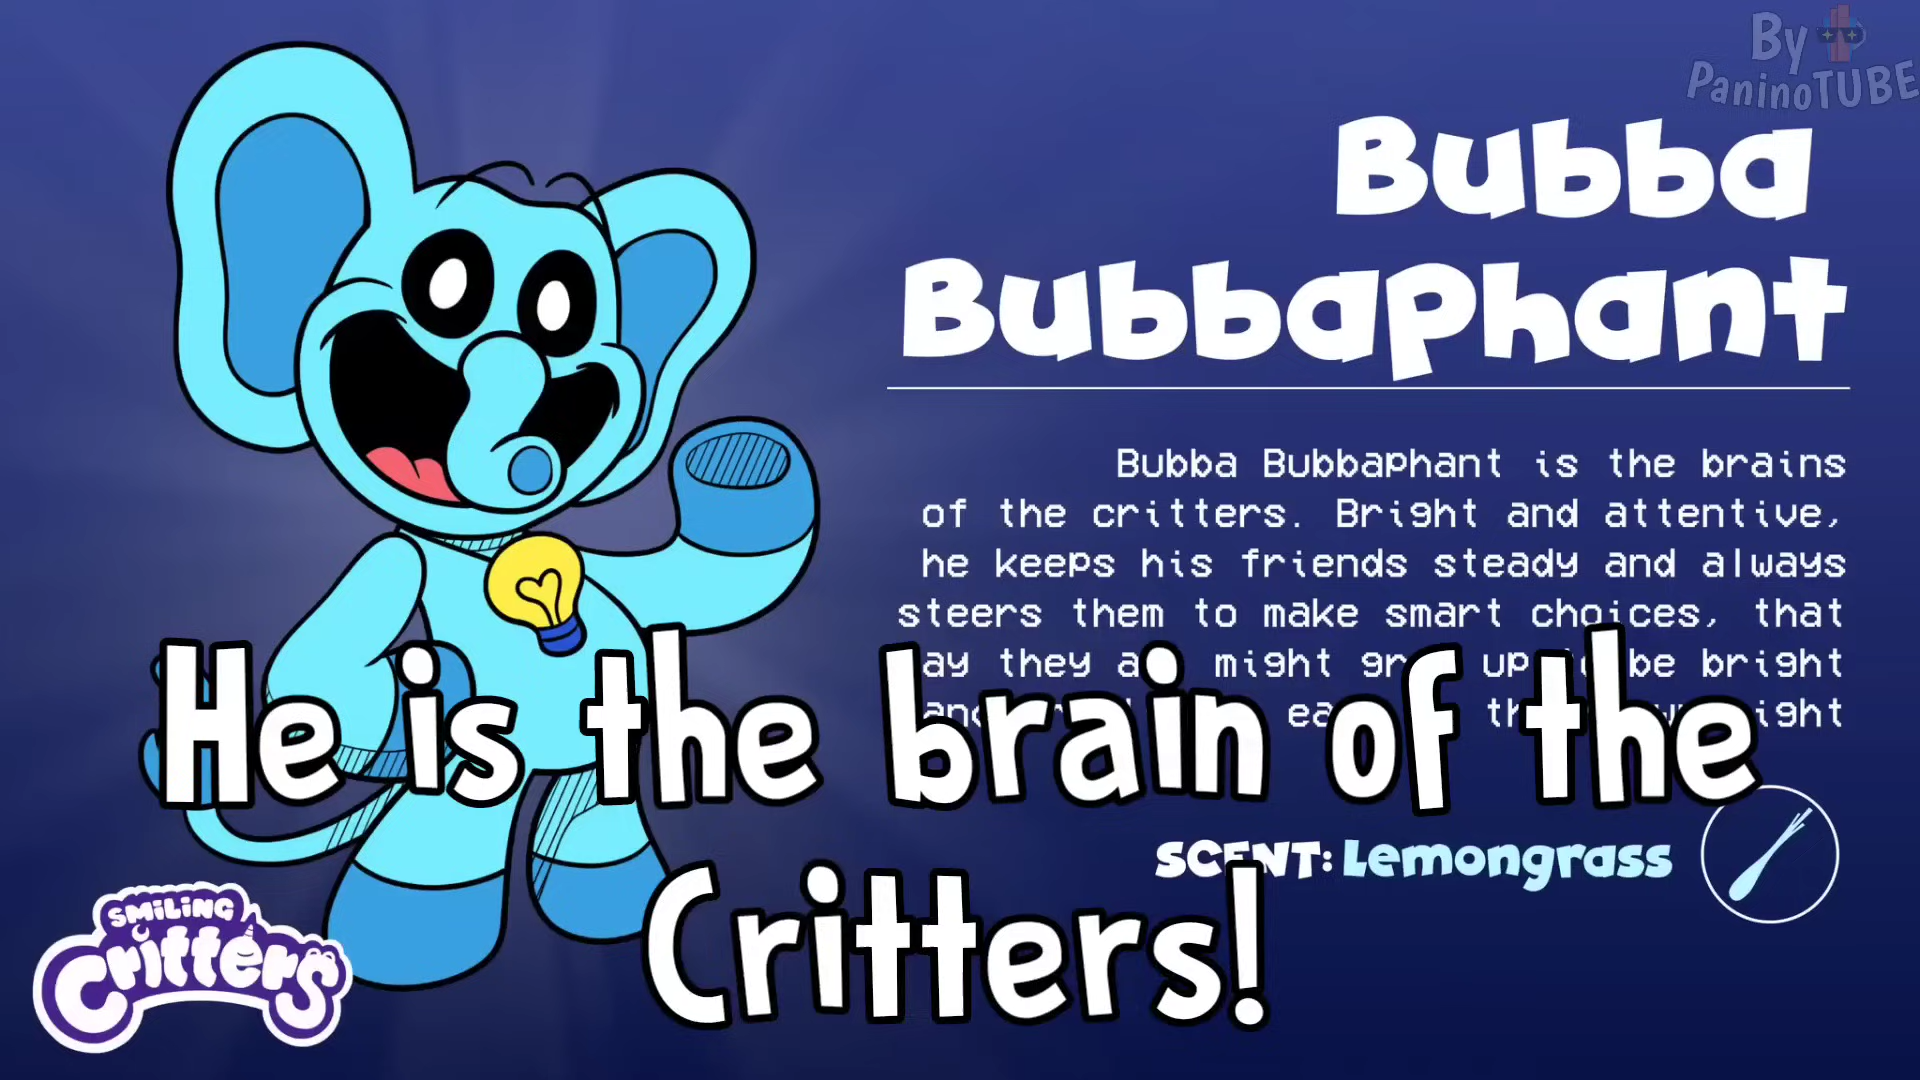 By
PaninoTUBE
Bubba
Bubbaphant
Bubba Bubbaphant is the brains
of the critters. Bright and attentive,
he keeps his friends steady and always
steers them to make smart choices, that
they might up be bright
He is the brain of the
SCENT: Lemongrass
Critters!
SMILING
Critters